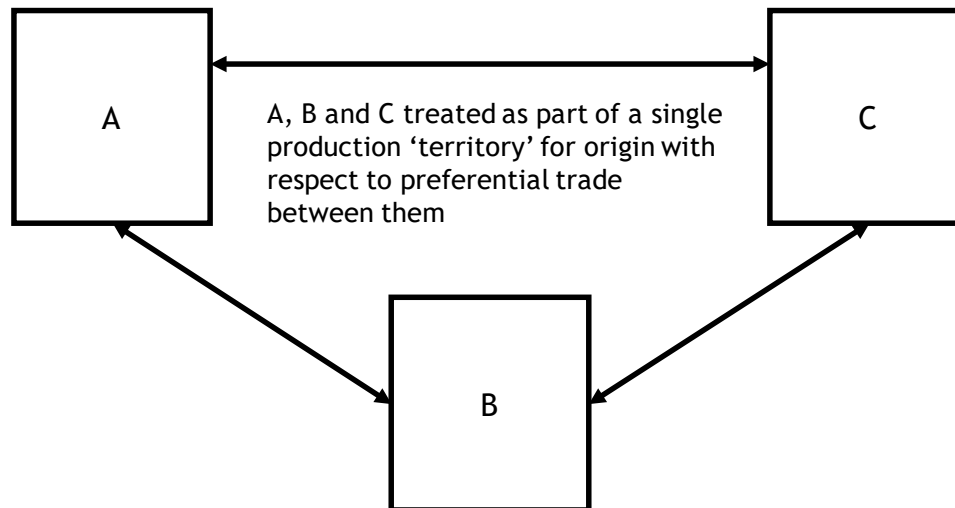 A
C
A, B and C treated as part of a single
production ‘territory’ for origin with
respect to preferential trade
between them
B